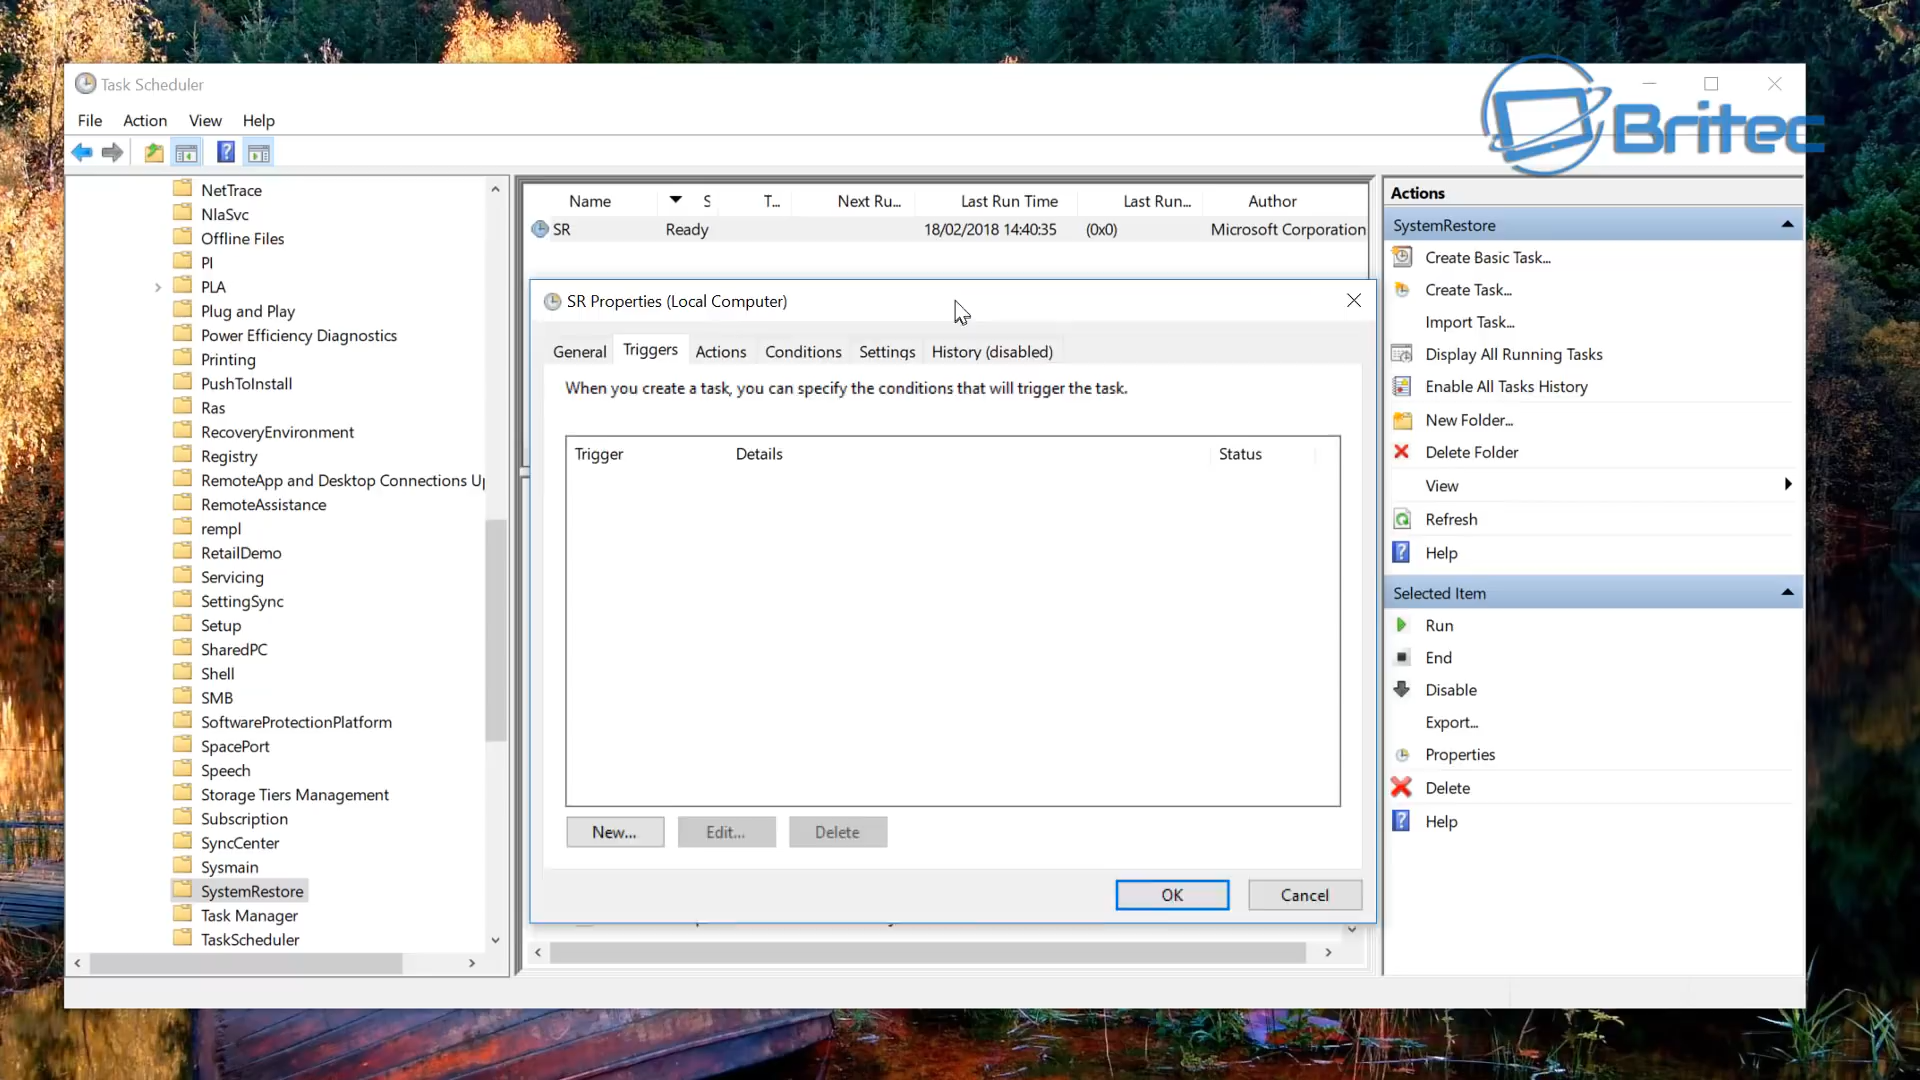 Task Scheduler
Britec
File Action View Help
NetTrace
NlaSvc
Offline Files
PI
PLA
Plug and Play
Power Efficiency Diagnostics
Printing
PushToInstall
Ras
RecoveryEnvironment
Registry
RemoteApp and Desktop Connections
RemoteAssistance
rempl
RetailDemo
Servicing
SettingSync
Setup
SharedPC
Shell
SMB
SoftwareProtectionPlatform
SpacePort
Speech
Storage Tiers Management
Subscription
SyncCenter
Sysmain
SystemRestore
Task Manager
TaskScheduler
Name S T... Next Ru... Last Run Time Last Run... Author
SR Ready 18/02/2018 14:40:35 (0x0) Microsoft Corporation
SR Properties (Local Computer)
General Triggers Actions Conditions Settings History (disabled)
When you create a task, you can specify the conditions that will trigger the task.
Trigger Details Status
New... Edit... Delete
OK Cancel
Actions
SystemRestore
Create Basic Task...
Create Task...
Import Task...
Display All Running Tasks
Enable All Tasks History
New Folder...
Delete Folder
View
Refresh
Help
Selected Item
Run
End
Disable
Export...
Properties
Delete
Help